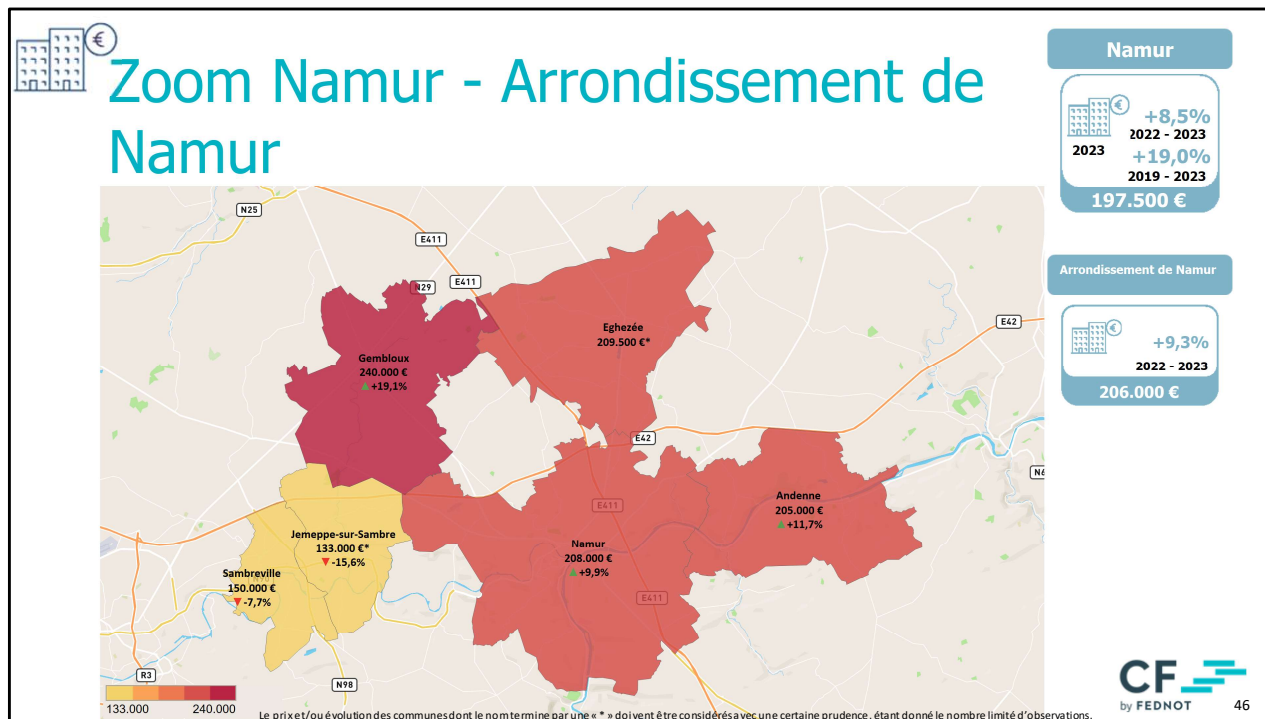 €
Zoom Namur - Arrondissement de
Namur
Namur
€
+8,5%
2022 - 2023
2023
+19,0%
2019 - 2023
197.500 €
Arrondissement de Namur
€
+9,3%
2022 - 2023
206.000 €
N25
E411
E411
N29
E42
Eghezée
209.500 €*
Gembloux
240.000 €
+19,1%
E42
N6
Andenne
205.000 €
+11,7%
E411
Jemeppe-sur-Sambre
133.000 €*
-15,6%
Namur
208.000 €
+9,9%
Sambreville
150.000 €
-7,7%
E411
R3
N98
133.000 240.000
Le prix et/ou évolution des communes dont le nom termine par une « * » doivent être considérés avec une certaine prudence, étant donné le nombre limité d'observations.
CF
by FEDNOT
46